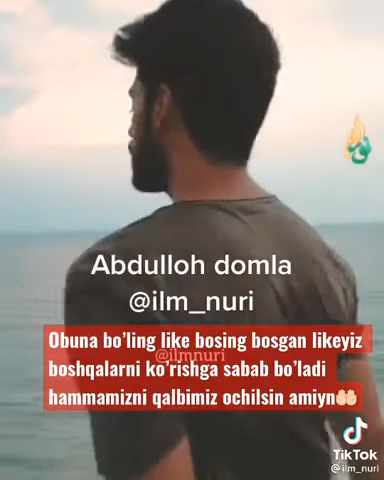 Abdulloh domla
@ilm_nuri
Obuna bo’ling like bosing bosgan likeyiz
@ilmnuri
boshqalarni ko’rishga sabab bo’ladi
hammamizni qalbimiz ochilsin amiyn🤲🏻
TikTok
@ilm_nuri